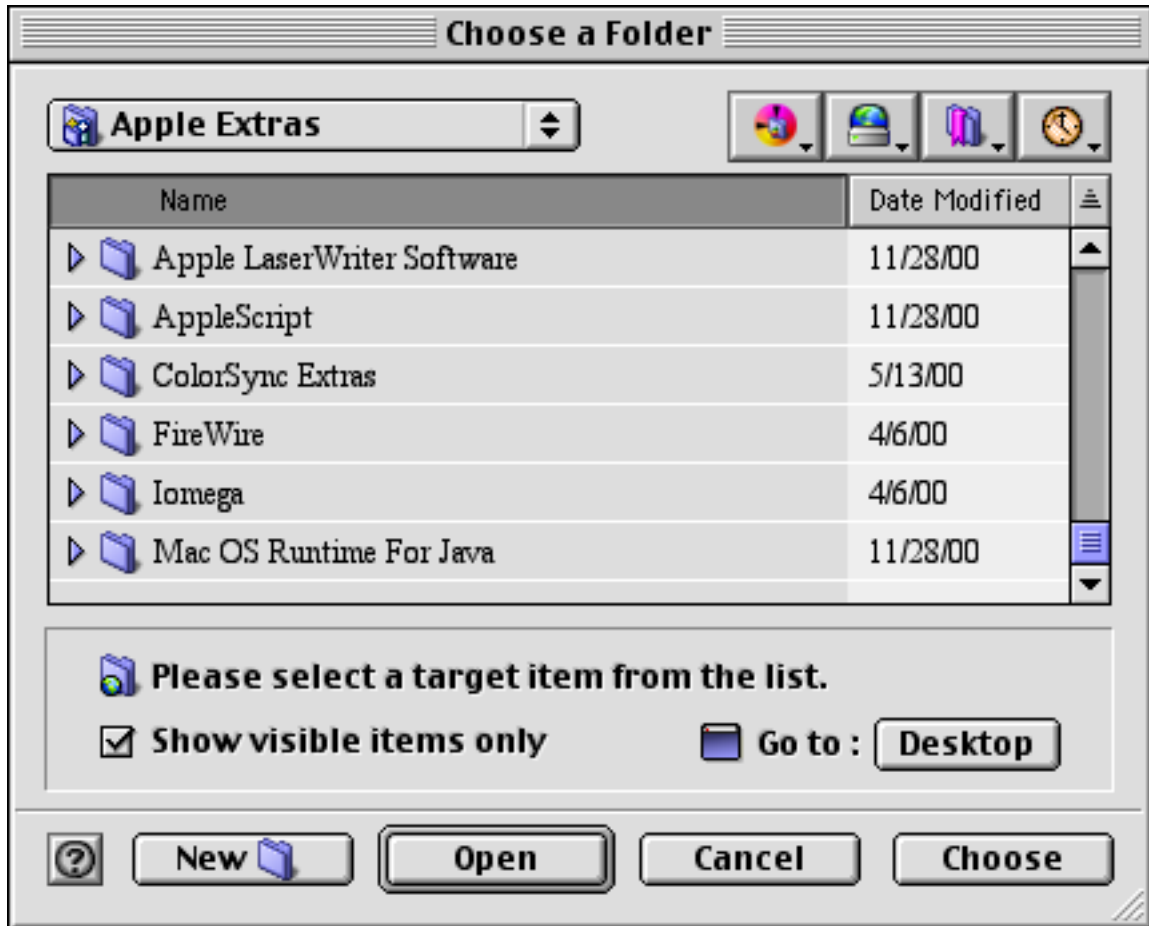 Choose a Folder
Apple Extras
Name Date Modified
Apple LaserWriter Software 11/28/00
AppleScript 11/28/00
ColorSync Extras 5/13/00
FireWire 4/6/00
Iomega 4/6/00
Mac OS Runtime For Java 11/28/00
Please select a target item from the list.
Show visible items only Go to : Desktop
? New Open Cancel Choose